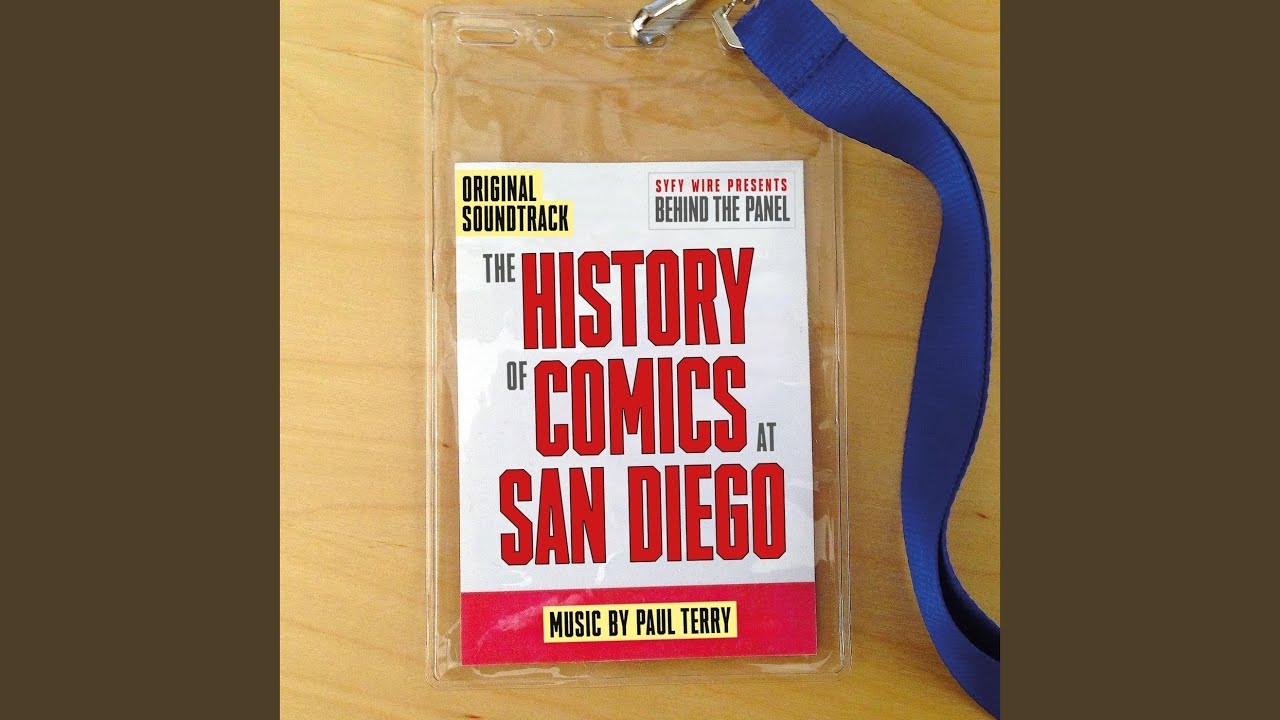 ORIGINAL
SOUNDTRACK
SYFY WIRE PRESENTS
BEHIND THE PANEL
THE HISTORY
OF COMICS AT
SAN DIEGO
MUSIC BY PAUL TERRY